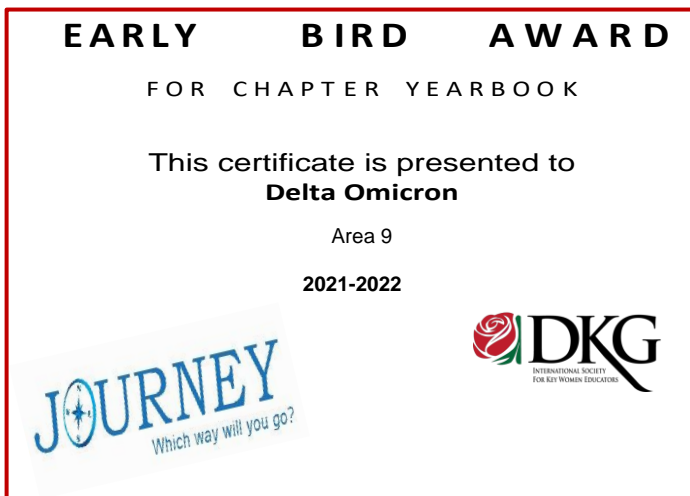 EARLY BIRD AWARD
FOR CHAPTER YEARBOOK
This certificate is presented to
Delta Omicron
Area 9
2021-2022
JOURNEY
Which way will you go?
DKG
INTERNATIONAL SOCIETY
FOR KEY WOMEN EDUCATORS